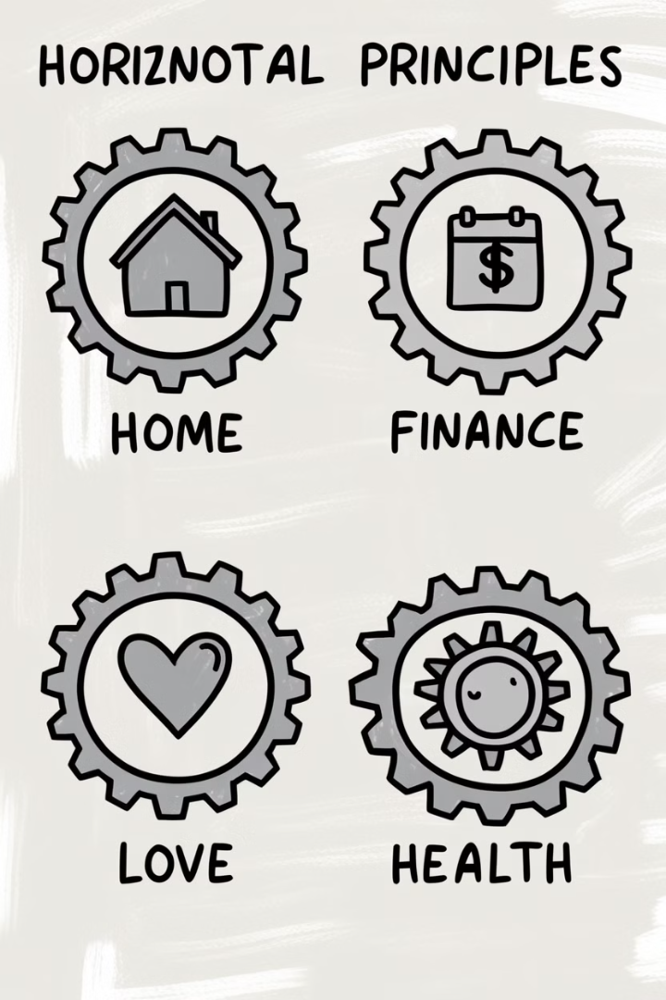 HORIZNOTAL PRINCIPLES
$
HOME FINANCE
LOVE HEALTH